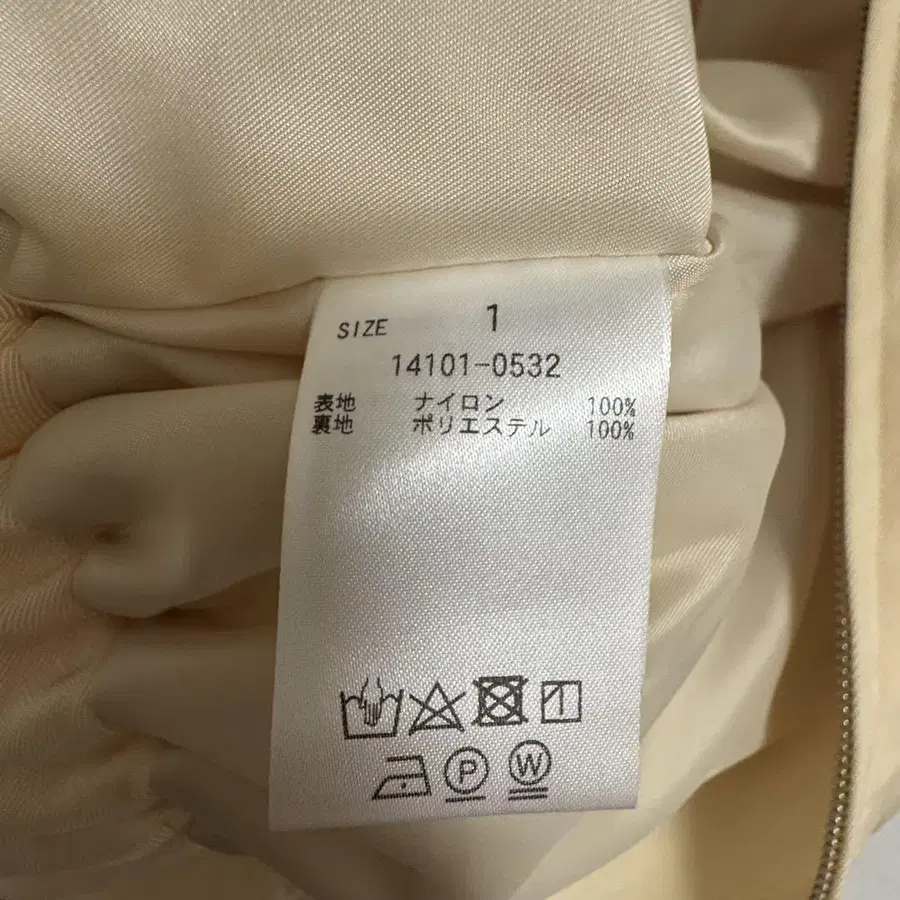 SIZE 1
14101-0532
表地 ナイロン 100%
裏地 ポリエステル 100%
P W